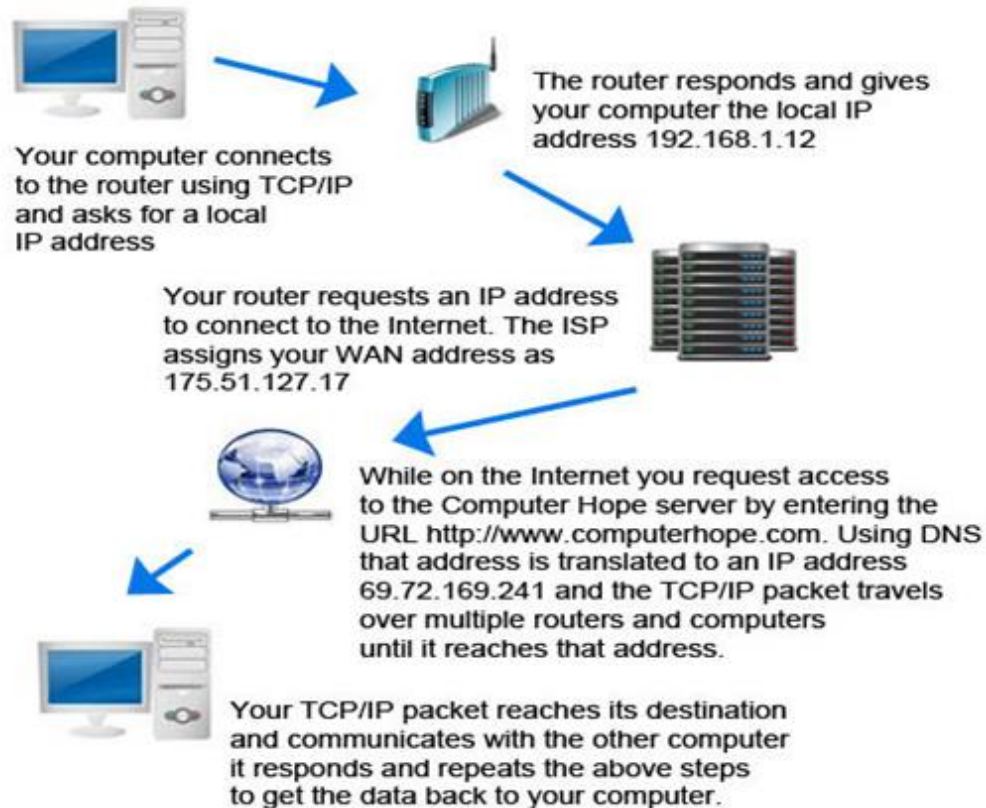 The router responds and gives
your computer the local IP
address 192.168.1.12
Your computer connects
to the router using TCP/IP
and asks for a local
IP address
Your router requests an IP address
to connect to the Internet. The ISP
assigns your WAN address as
175.51.127.17
While on the Internet you request access
to the Computer Hope server by entering the
URL http://www.computerhope.com. Using DNS
that address is translated to an IP address
69.72.169.241 and the TCP/IP packet travels
over multiple routers and computers
until it reaches that address.
Your TCP/IP packet reaches its destination
and communicates with the other computer
it responds and repeats the above steps
to get the data back to your computer.